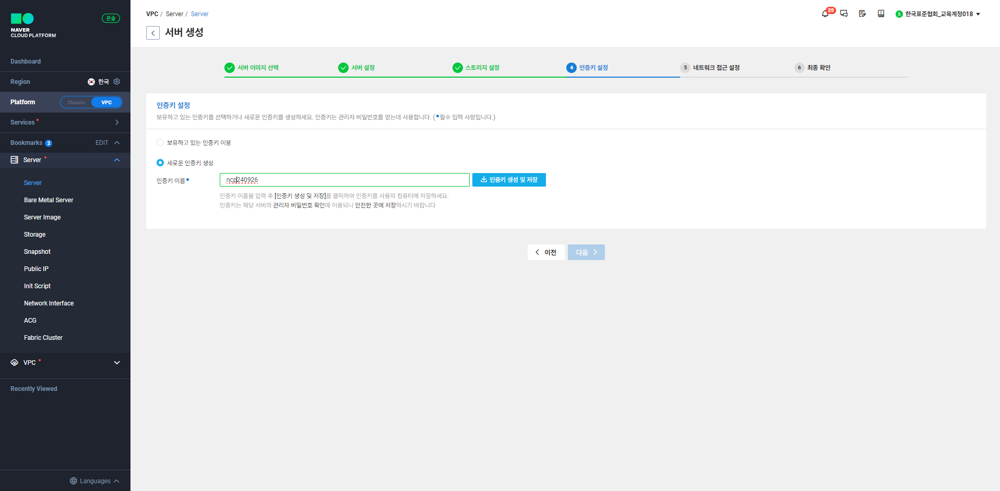 NAVER
CLOUD PLATFORM
콘솔
Dashboard
Region 한국
Platform Classic VPC
Services
Bookmarks 2 EDIT
Server
Server
Bare Metal Server
Server Image
Storage
Snapshot
Public IP
Init Script
Network Interface
ACG
Fabric Cluster
VPC
Recently Viewed
Languages
VPC / Server / Server
25
S 한국표준협회_교육계정018
서버 생성
서버 이미지 선택
서버 설정
스토리지 설정
4 인증키 설정
5 네트워크 접근 설정
6 최종 확인
인증키 설정
보유하고 있는 인증키를 선택하거나 새로운 인증키를 생성하세요. 인증키는 관리자 비밀번호를 얻는데 사용합니다. (•필수 입력 사항입니다.)
보유하고 있는 인증키 이용
새로운 인증키 생성
인증키 이름• ncp240926 인증키 생성 및 저장
인증키 이름을 입력 후 [인증키 생성 및 저장]를 클릭하여 인증키를 사용자 컴퓨터에 저장하세요.
인증키는 해당 서버의 관리자 비밀번호 확인에 이용되니 안전한 곳에 저장하시기 바랍니다
이전 다음